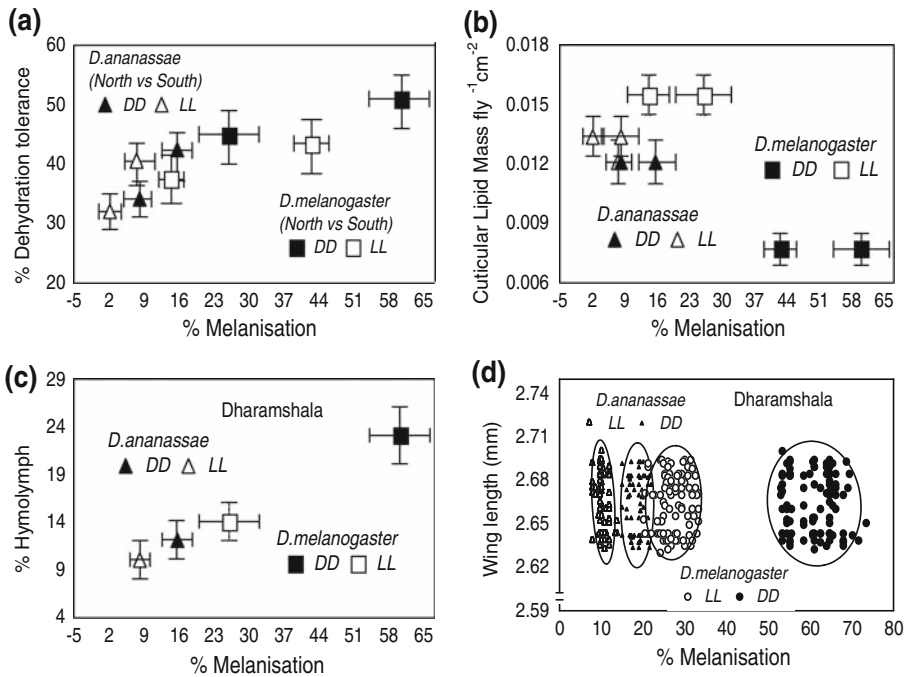 (a)
% Dehydration tolerance
60
50
40
30
20
D.ananassae
(North vs South)
DD LL
D.melanogaster
(North vs South)
DD LL
-5 2 9 16 23 30 37 44 51 58 65
% Melanisation
(b)
Cuticular Lipid Mass fly -1cm-2
0.018
0.015
0.012
0.009
0.006
D.melanogaster
DD
LL
D.ananassae
DD LL
-5 2 9 16 23 30 37 44 51 58 65
% Melanisation
(c)
% Hymolymph
29
24
19
14
9
4
Dharamshala
D.ananassae
DD LL
D.melanogaster
DD LL
-5 2 9 16 23 30 37 44 51 58 65
% Melanisation
(d)
Wing length (mm)
2.74
2.71
2.68
2.65
2.62
2.59
D.ananassae Dharamshala
LL DD
D.melanogaster
LL DD
0 10 20 30 40 50 60 70 80
% Melanisation